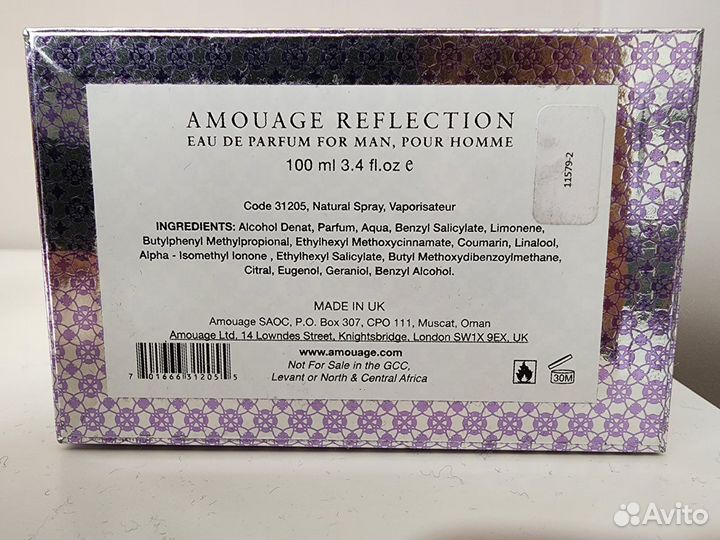 AMOUAGE REFLECTION
EAU DE PARFUM FOR MAN, POUR HOMME
100 ml 3.4 fl.oz e
11579-2
Code 31205, Natural Spray, Vaporisateur
INGREDIENTS: Alcohol Denat, Parfum, Aqua, Benzyl Salicylate, Limonene,
Butylphenyl Methylpropional, Ethylhexyl Methoxycinnamate, Coumarin, Linalool,
Alpha - Isomethyl Ionone , Ethylhexyl Salicylate, Butyl Methoxydibenzoylmethane,
Citral, Eugenol, Geraniol, Benzyl Alcohol.
MADE IN UK
Amouage SAOC, P.O. Box 307, CPO 111, Muscat, Oman
Amouage Ltd, 14 Lowndes Street, Knightsbridge, London SW1X 9EX, UK
www.amouage.com
Not For Sale in the GCC,
Levant or North & Central Africa
7 01666 31205 5
30M
Avito